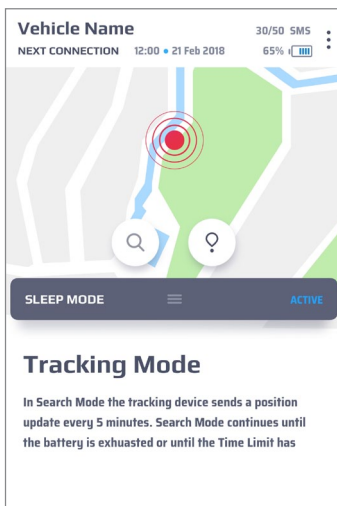 Vehicle Name
30/50 SMS
NEXT CONNECTION 12:00 • 21 Feb 2018 65%
SLEEP MODE ACTIVE
Tracking Mode
In Search Mode the tracking device sends a position
update every 5 minutes. Search Mode continues until
the battery is exhuasted or until the Time Limit has